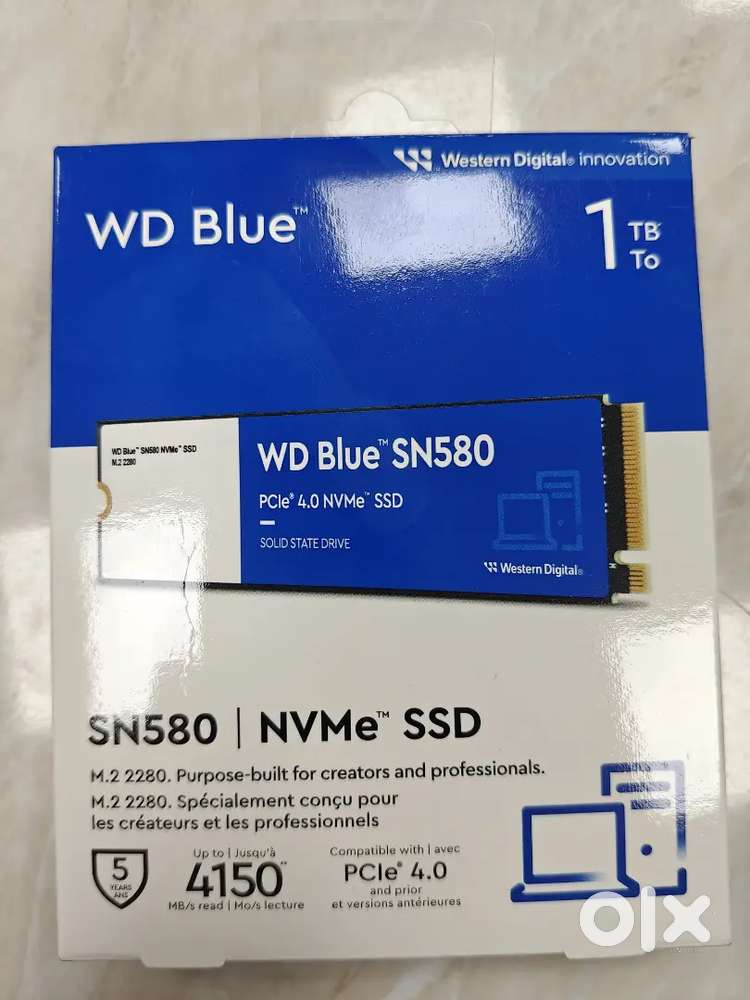 Western Digital® innovation
WD Blue™
1 TB
To
WD Blue™ SN580 NVMe™ SSD
M.2 2280
WD Blue™ SN580
PCIe® 4.0 NVMe™ SSD
SOLID STATE DRIVE
Western Digital®
SN580 | NVMe™ SSD
M.2 2280. Purpose-built for creators and professionals.
M.2 2280. Spécialement conçu pour
les créateurs et les professionnels
5
YEARS
ANS
Up to | Jusqu'à
4150**
MB/s read | Mo/s lecture
Compatible with | avec
PCIe® 4.0
and prior
et versions antérieures
olx